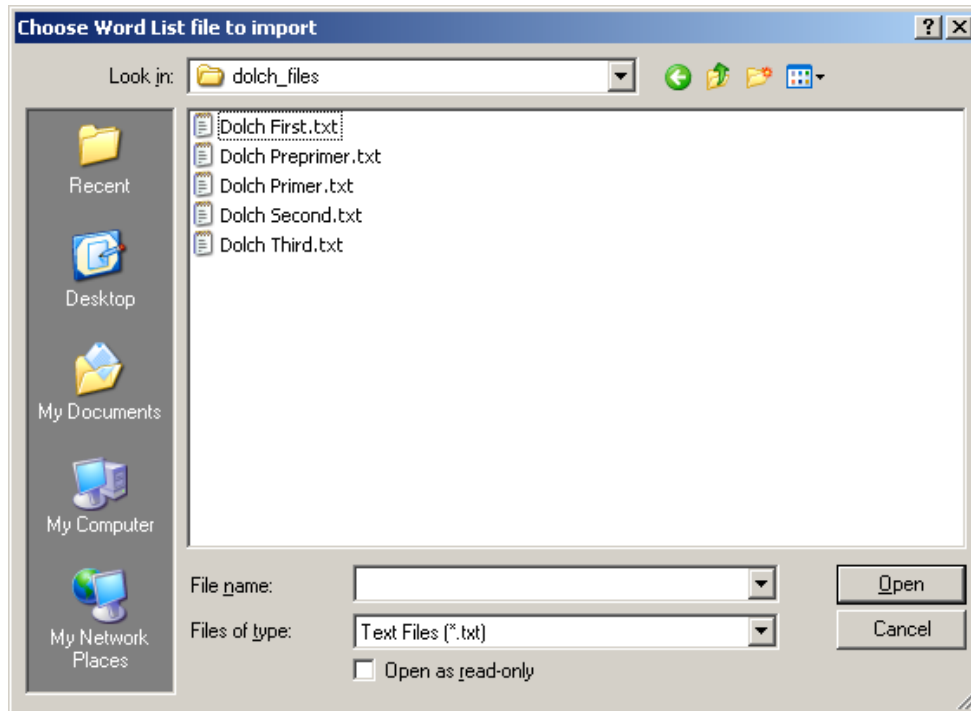 Choose Word List file to import
Look in: dolch_files
Dolch First.txt
Dolch Preprimer.txt
Dolch Primer.txt
Dolch Second.txt
Dolch Third.txt
Recent
Desktop
My Documents
My Computer
My Network
Places
File name:
Open
Files of type: Text Files (*.txt)
Cancel
Open as read-only